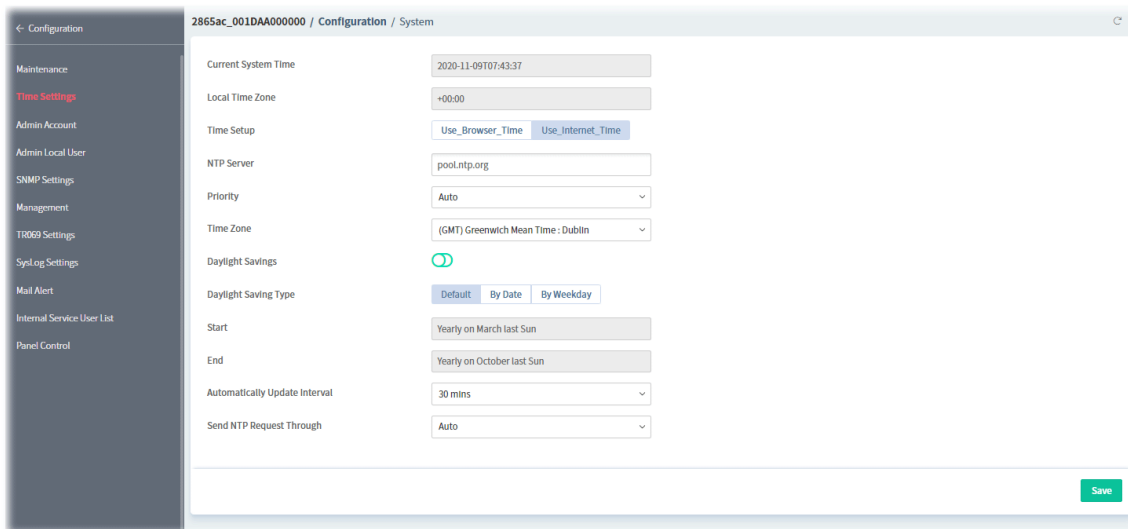 ← Configuration
2865ac_001DAA000000 / Configuration / System
Maintenance
Time Settings
Admin Account
Admin Local User
SNMP Settings
Management
TR069 Settings
SysLog Settings
Mail Alert
Internal Service User List
Panel Control
Current System Time 2020-11-09T07:43:37
Local Time Zone +00:00
Time Setup Use_Browser_Time Use_Internet_Time
NTP Server pool.ntp.org
Priority Auto
Time Zone (GMT) Greenwich Mean Time : Dublin
Daylight Savings
Daylight Saving Type Default By Date By Weekday
Start Yearly on March last Sun
End Yearly on October last Sun
Automatically Update Interval 30 mins
Send NTP Request Through Auto
Save